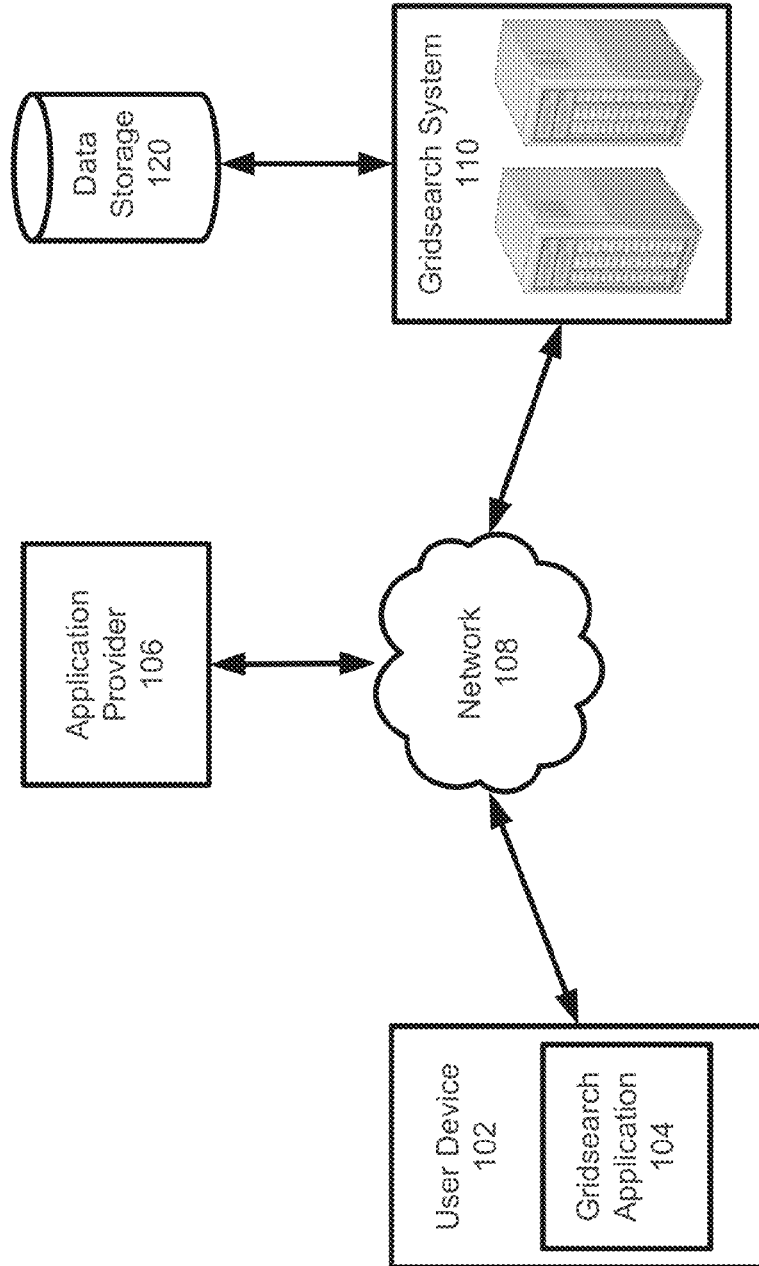 User Device
102
Gridsearch
Application
104
Application
Provider
106
Network
108
Data
Storage
120
Gridsearch System
110